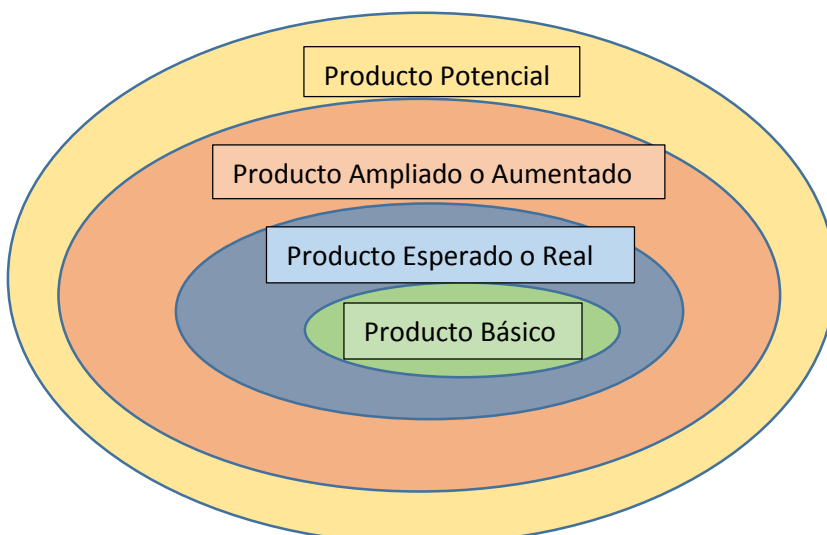 Producto Potencial
Producto Ampliado o Aumentado
Producto Esperado o Real
Producto Básico